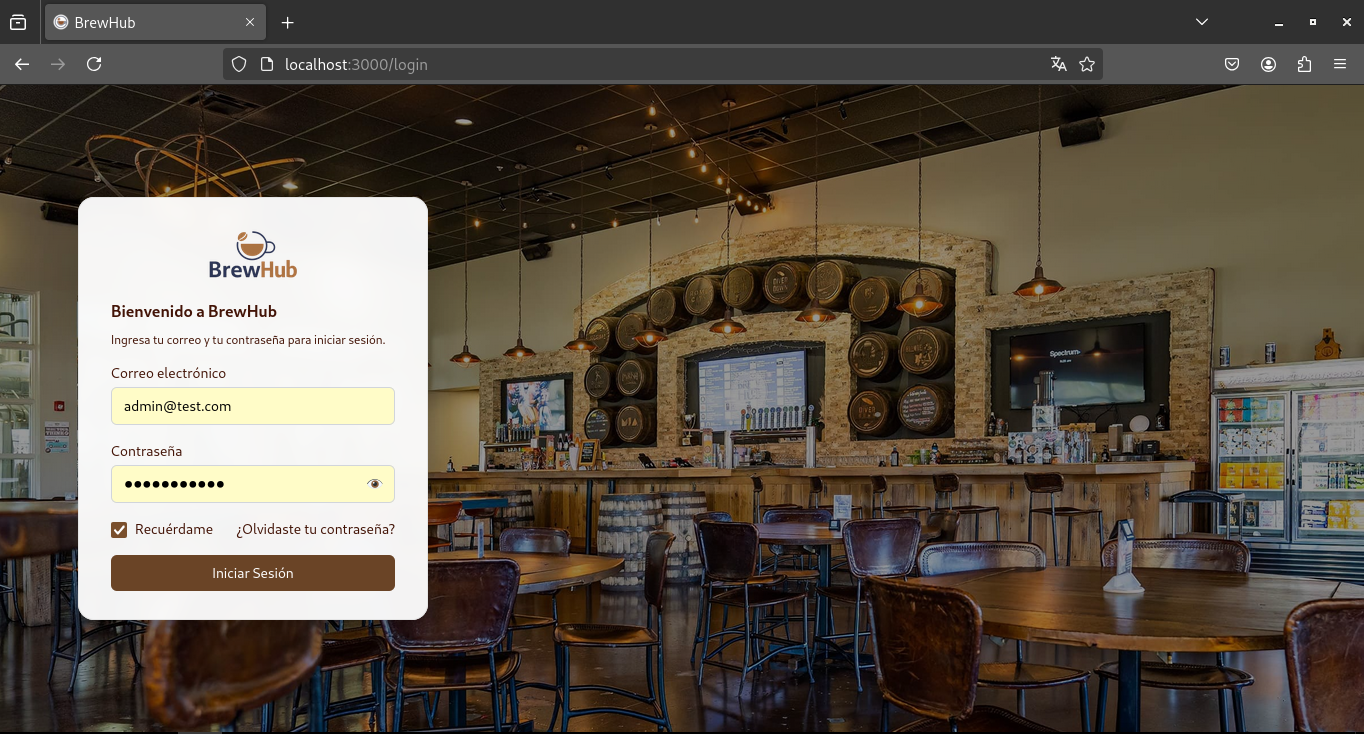 BrewHub
localhost:3000/login
BrewHub
Bienvenido a BrewHub
Ingresa tu correo y tu contraseña para iniciar sesión.
Correo electrónico
admin@test.com
Contraseña
Recuérdame
¿Olvidaste tu contraseña?
Iniciar Sesión
Spectrum